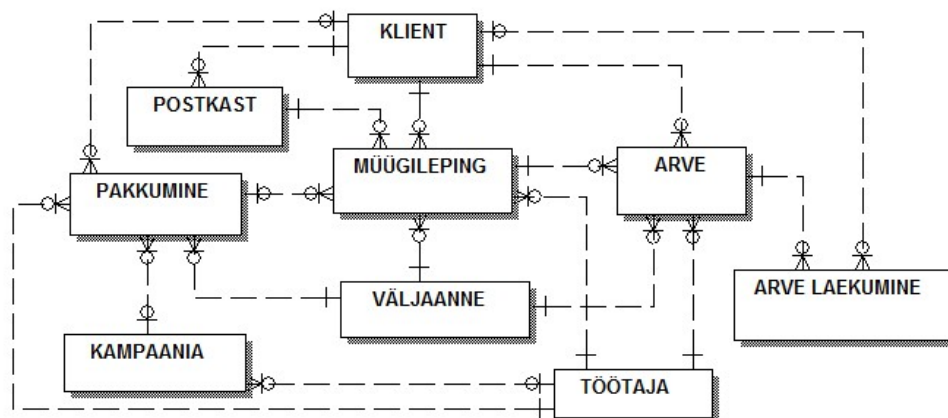 KLIENT
POSTKAST
MÜÜGILEPING
ARVE
PAKKUMINE
VÄLJAANNE
ARVE LAEKUMINE
KAMPAANIA
TÖÖTAJA